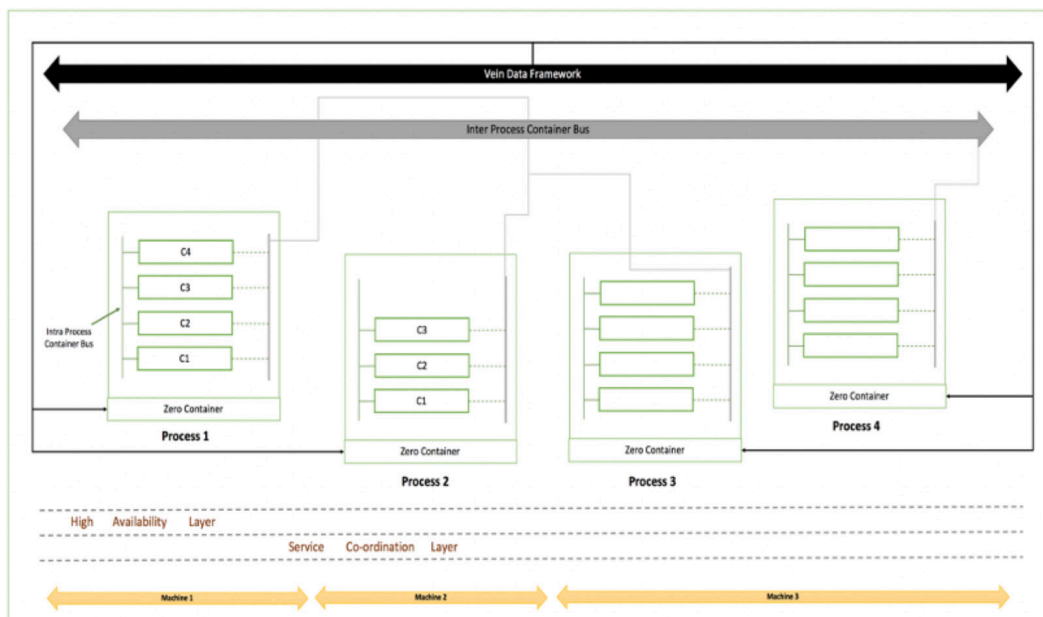 Vein Data Framework
Inter Process Container Bus
C4
C3
C2
C1
Intra Process
Container Bus
Zero Container
Process 1
C3
C2
C1
Zero Container
Process 2
Zero Container
Process 3
Zero Container
Process 4
High Availability Layer
Service Co-ordination Layer
Machine 1
Machine 2
Machine 3